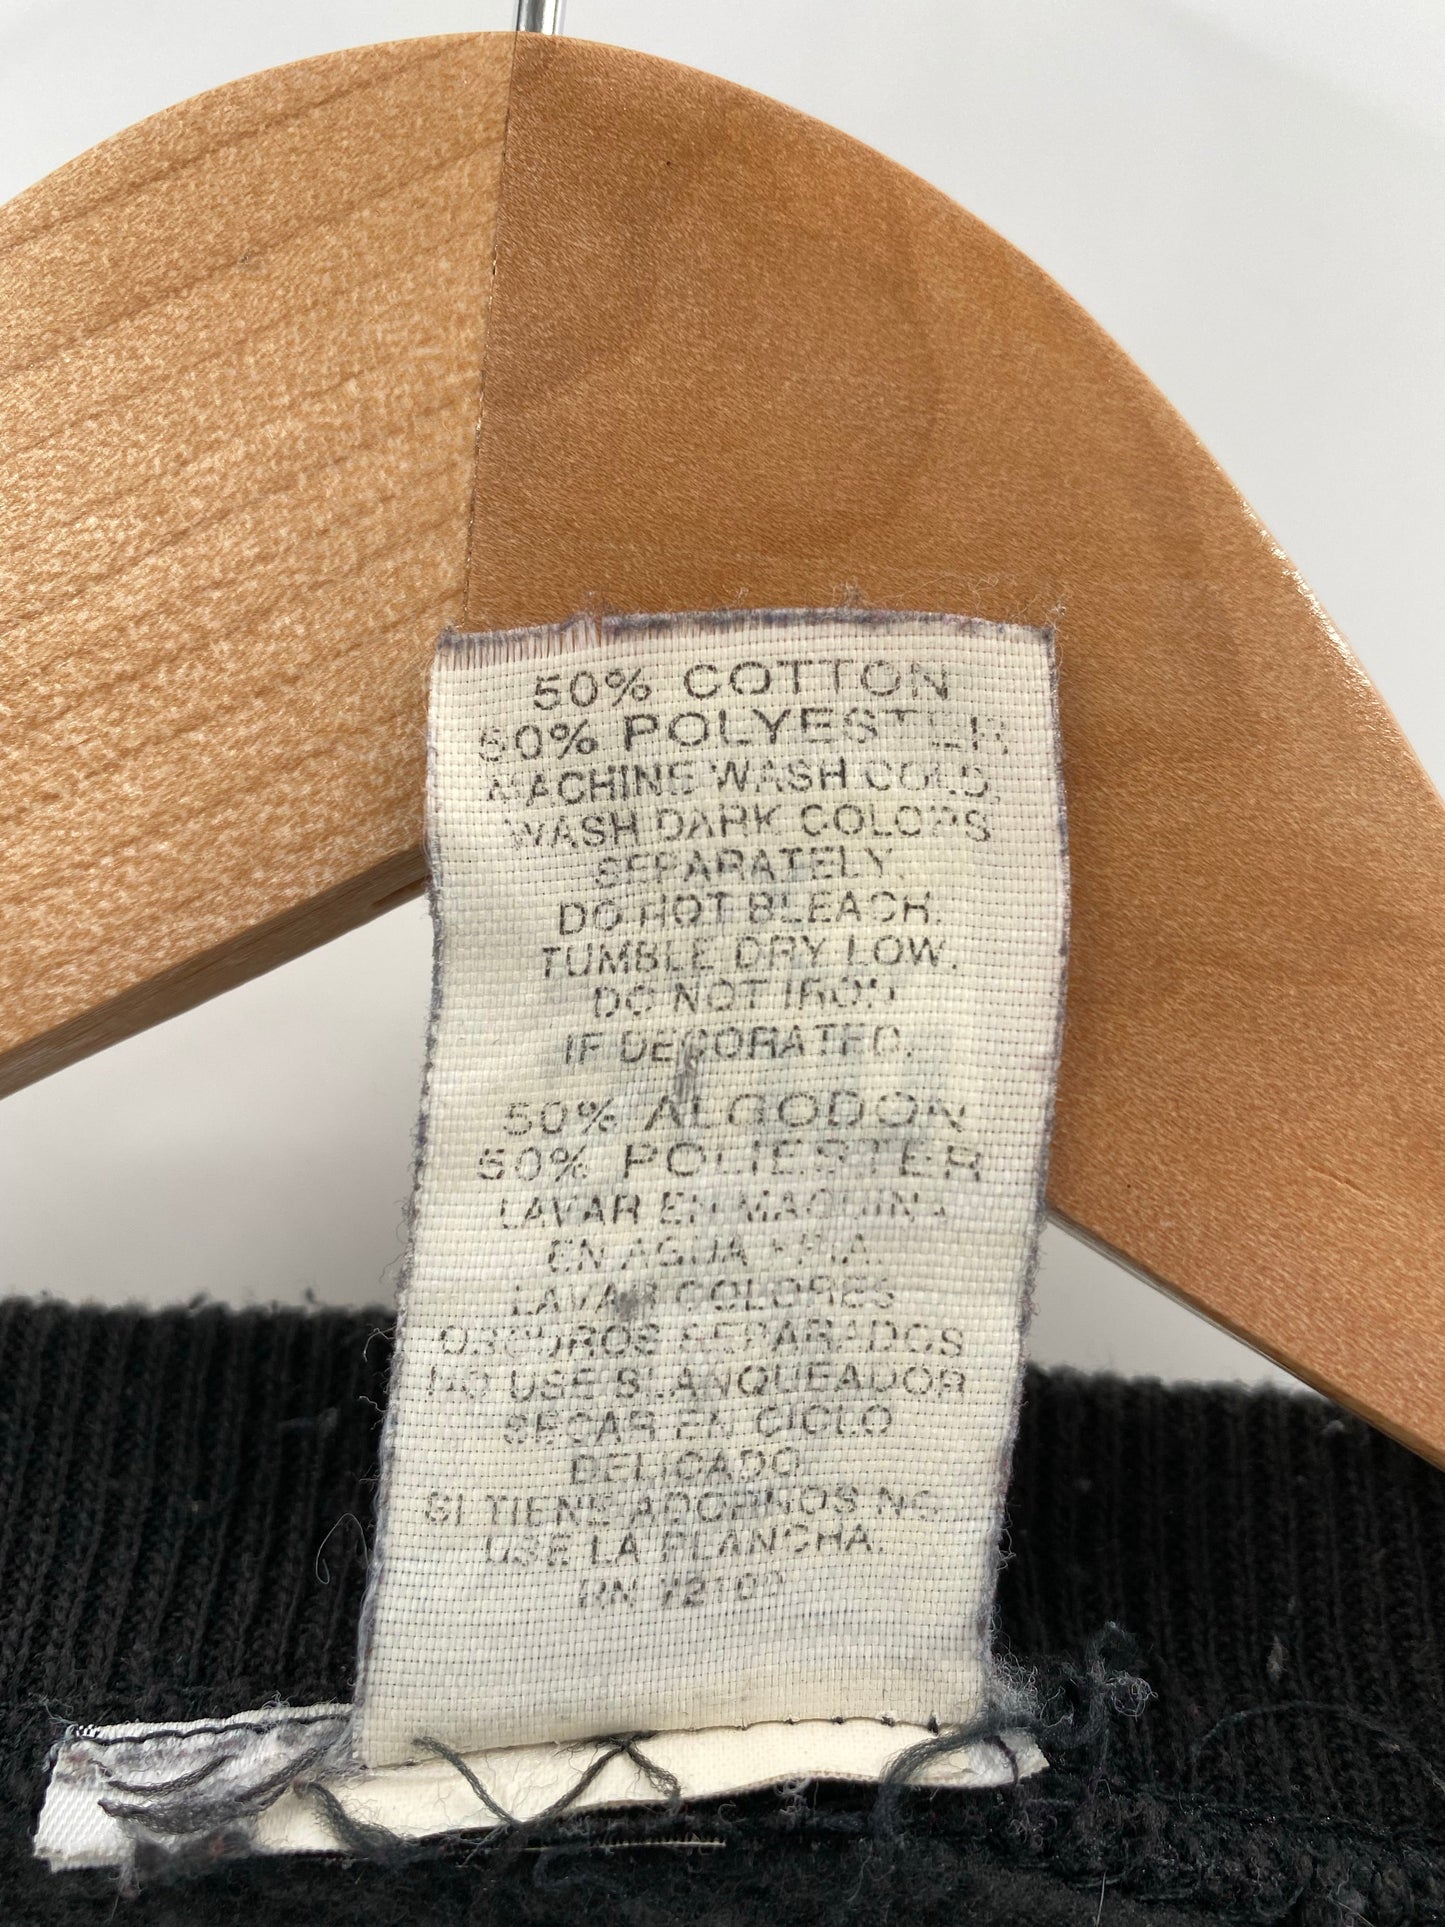 50% COTTON
50% POLYESTER
MACHINE WASH COLD.
WASH DARK COLORS
SEPARATELY.
DO NOT BLEACH.
TUMBLE DRY LOW.
DO NOT IRON
IF DECORATED.
50% ALGODON
50% POLIESTER
LAVAR EN MAQUINA
EN AGUA FRIA.
LAVAR COLORES
OSCUROS SEPARADOS
NO USE BLANQUEADOR
SECAR EN CICLO
DELICADO.
SI TIENE ADORNOS NO
USE LA PLANCHA.
RN